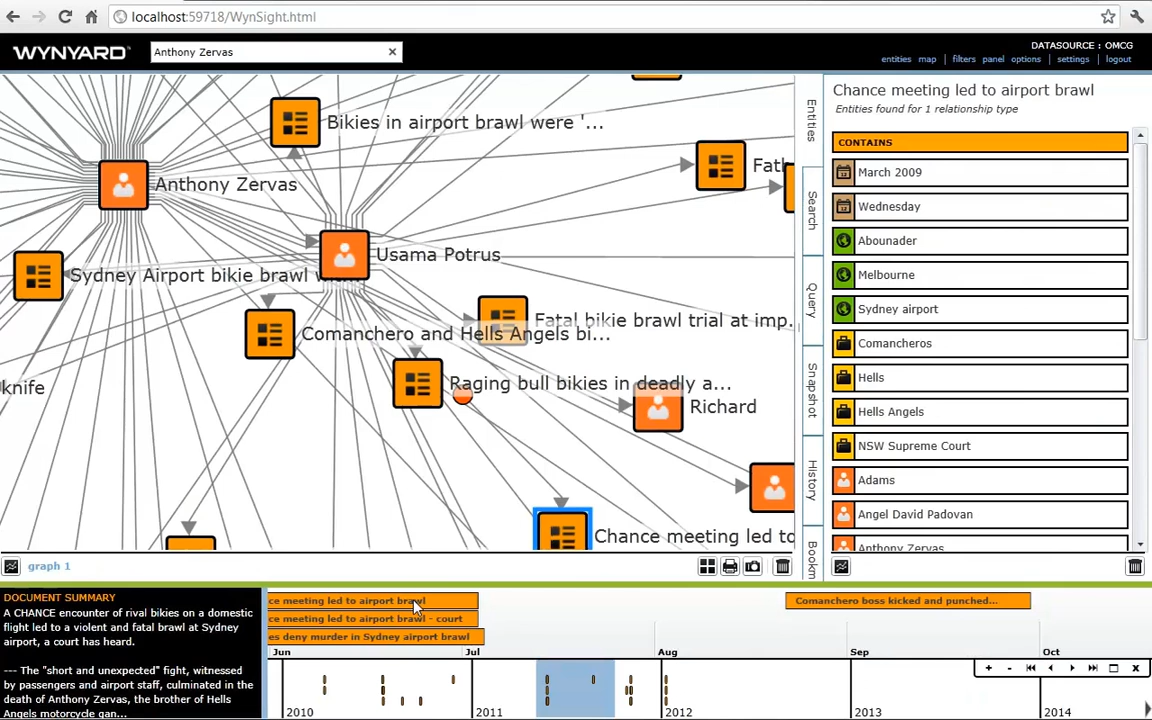 localhost:59718/WynSight.html
WYNYARD
Anthony Zervas
DATASOURCE : OMCG
entities map filters panel options settings logout
Bikies in airport brawl were '...
Fath
Anthony Zervas
Usama Potrus
Sydney Airport bikie brawl w
Fatal bikie brawl trial at imp...
Comanchero and Hells Angels bi...
knife
Raging bull bikies in deadly a...
Richard
Chance meeting led to
graph 1
Entities
Search
Query
Snapshot
History
Bookm
Chance meeting led to airport brawl
Entities found for 1 relationship type
CONTAINS
March 2009
Wednesday
Abounader
Melbourne
Sydney airport
Comancheros
Hells
Hells Angels
NSW Supreme Court
Adams
Angel David Padovan
Anthony Zervas
DOCUMENT SUMMARY
A CHANCE encounter of rival bikies on a domestic
flight led to a violent and fatal brawl at Sydney
airport, a court has heard.
--- The "short and unexpected" fight, witnessed
by passengers and airport staff, culminated in the
death of Anthony Zervas, the brother of Hells
Angels motorcycle gan...
ce meeting led to airport brawl
Comanchero boss kicked and punched...
ce meeting led to airport brawl - court
es deny murder in Sydney airport brawl
Jun Jul Aug Sep Oct
2010 2011 2012 2013 2014